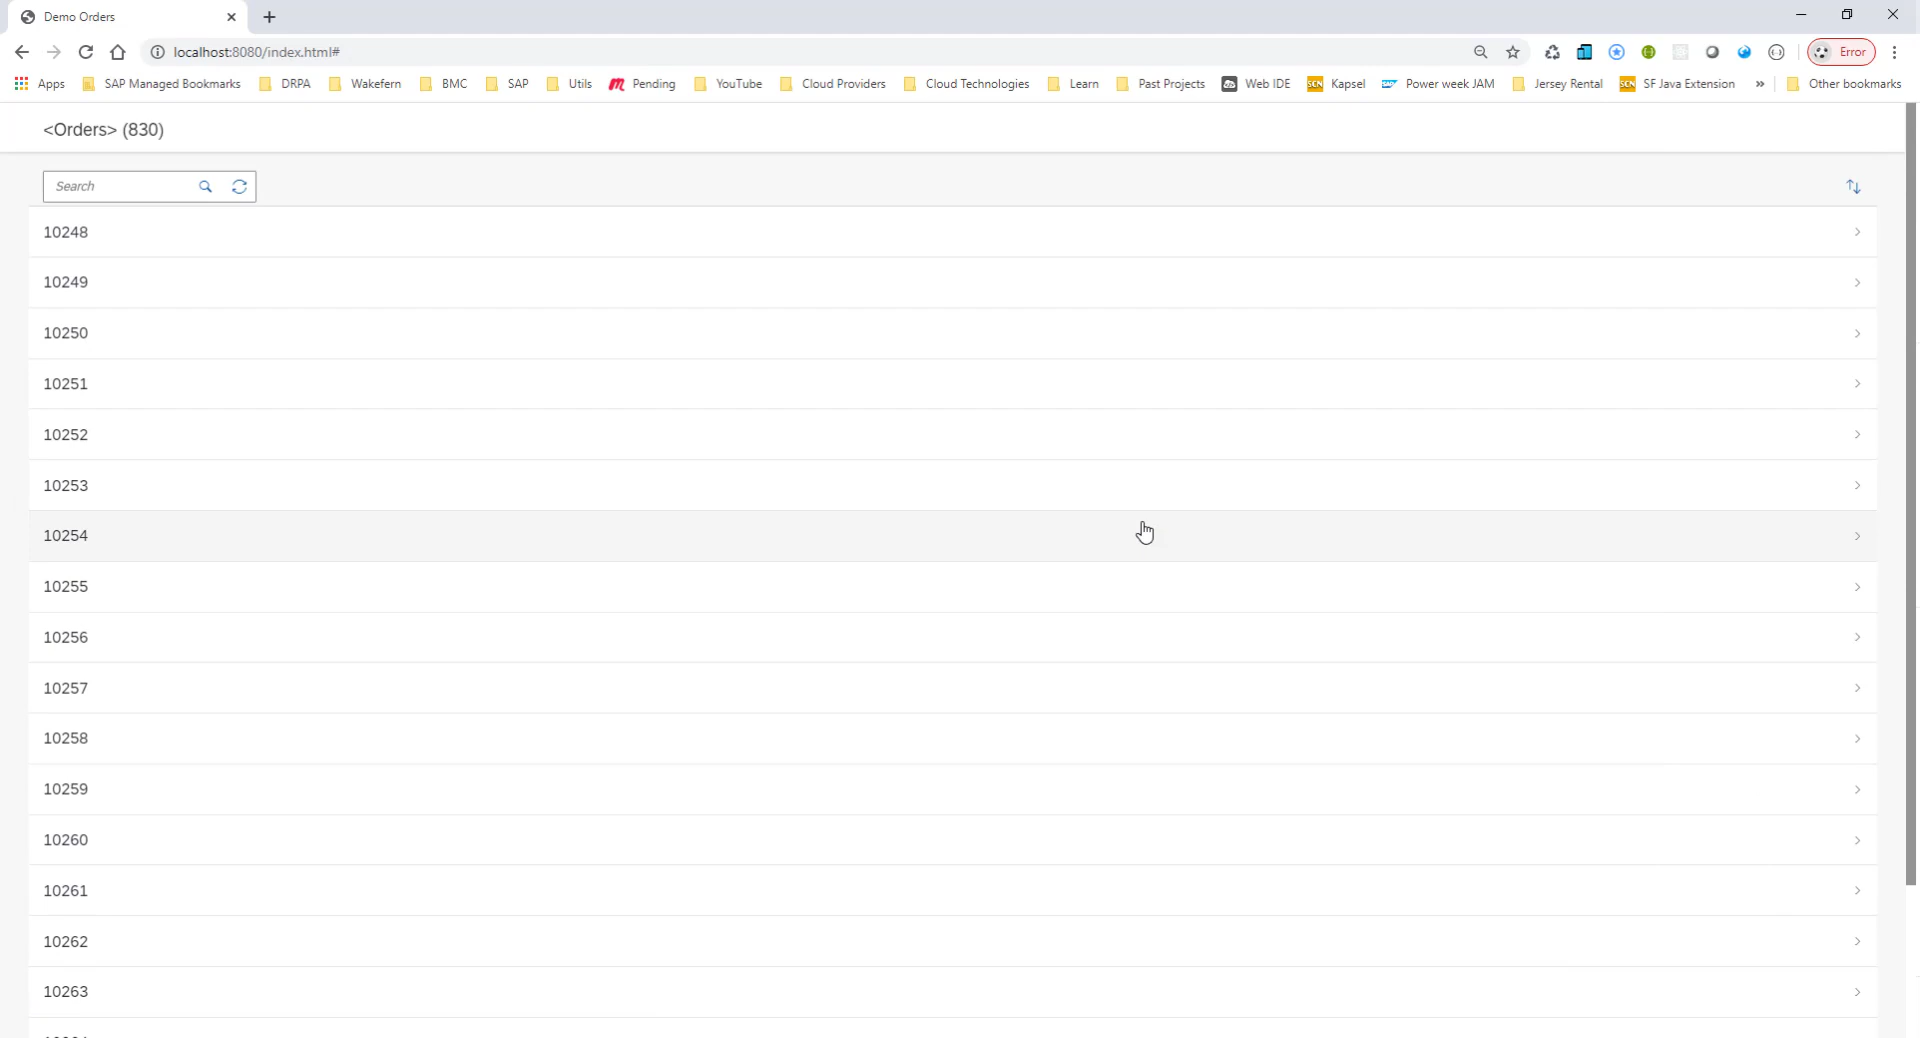 Demo Orders
localhost:8080/index.html#
Error
Apps SAP Managed Bookmarks DRPA Wakefern BMC SAP Utils Pending YouTube Cloud Providers Cloud Technologies Learn Past Projects Web IDE SCN Kapsel SAP Power week JAM Jersey Rental SCN SF Java Extension » Other bookmarks
<Orders> (830)
Search
10248
10249
10250
10251
10252
10253
10254
10255
10256
10257
10258
10259
10260
10261
10262
10263